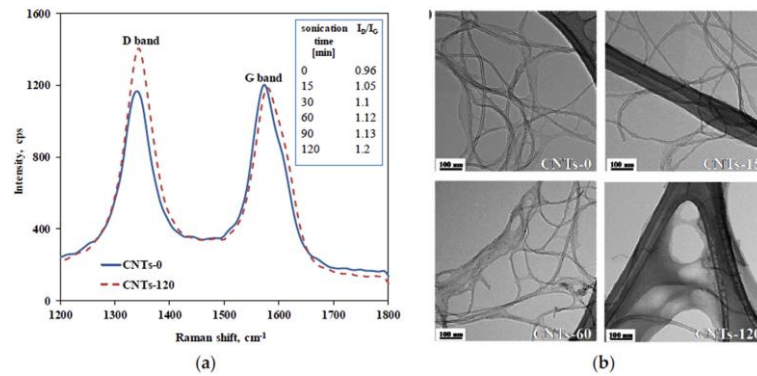 (a)
1600
1200
800
400
0
Intensity, cps
1200 1300 1400 1500 1600 1700 1800
Raman shift, cm-1
D band
G band
sonication time [min] ID/IG
0 0.96
15 1.05
30 1.1
60 1.12
90 1.13
120 1.2
CNTs-0
CNTs-120
(a)
100 nm
CNTs-0
100 nm
CNTs-15
100 nm
CNTs-60
100 nm
CNTs-120
(b)